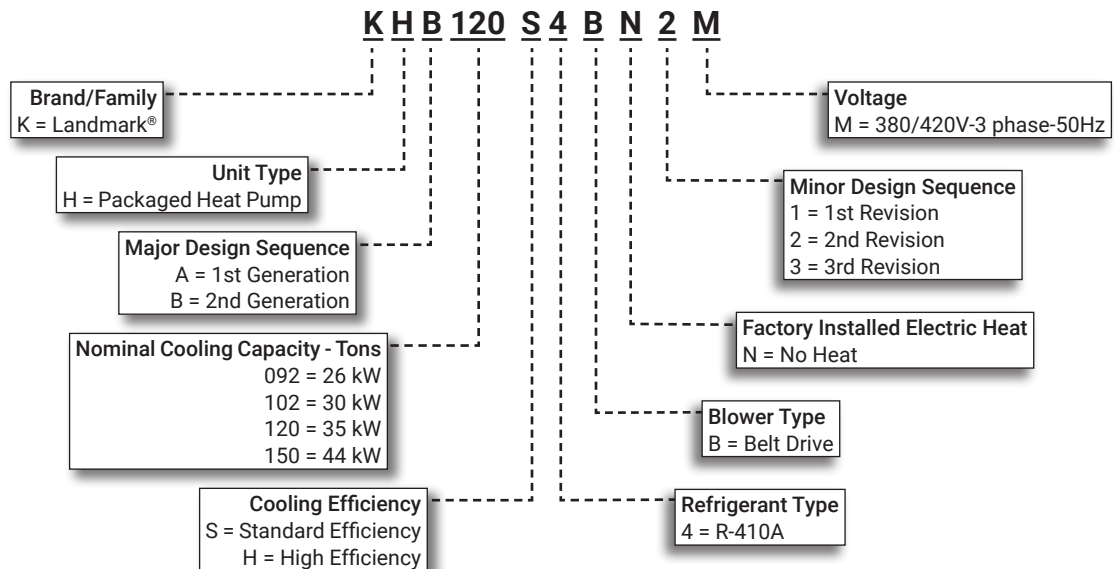 K H B 120 S 4 B N 2 M
Brand/Family
K = Landmark®
Unit Type
H = Packaged Heat Pump
Major Design Sequence
A = 1st Generation
B = 2nd Generation
Nominal Cooling Capacity - Tons
092 = 26 kW
102 = 30 kW
120 = 35 kW
150 = 44 kW
Cooling Efficiency
S = Standard Efficiency
H = High Efficiency
Voltage
M = 380/420V-3 phase-50Hz
Minor Design Sequence
1 = 1st Revision
2 = 2nd Revision
3 = 3rd Revision
Factory Installed Electric Heat
N = No Heat
Blower Type
B = Belt Drive
Refrigerant Type
4 = R-410A